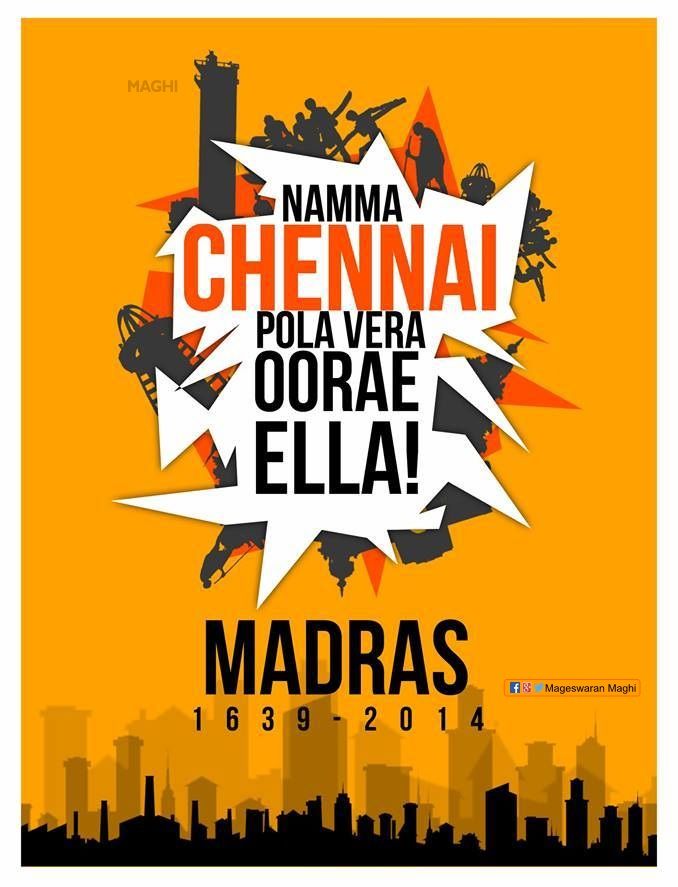 MAGHI
NAMMA
CHENNAI
POLA VERA
OORAE
ELLA!
MADRAS
Mageswaran Maghi
1639-2014